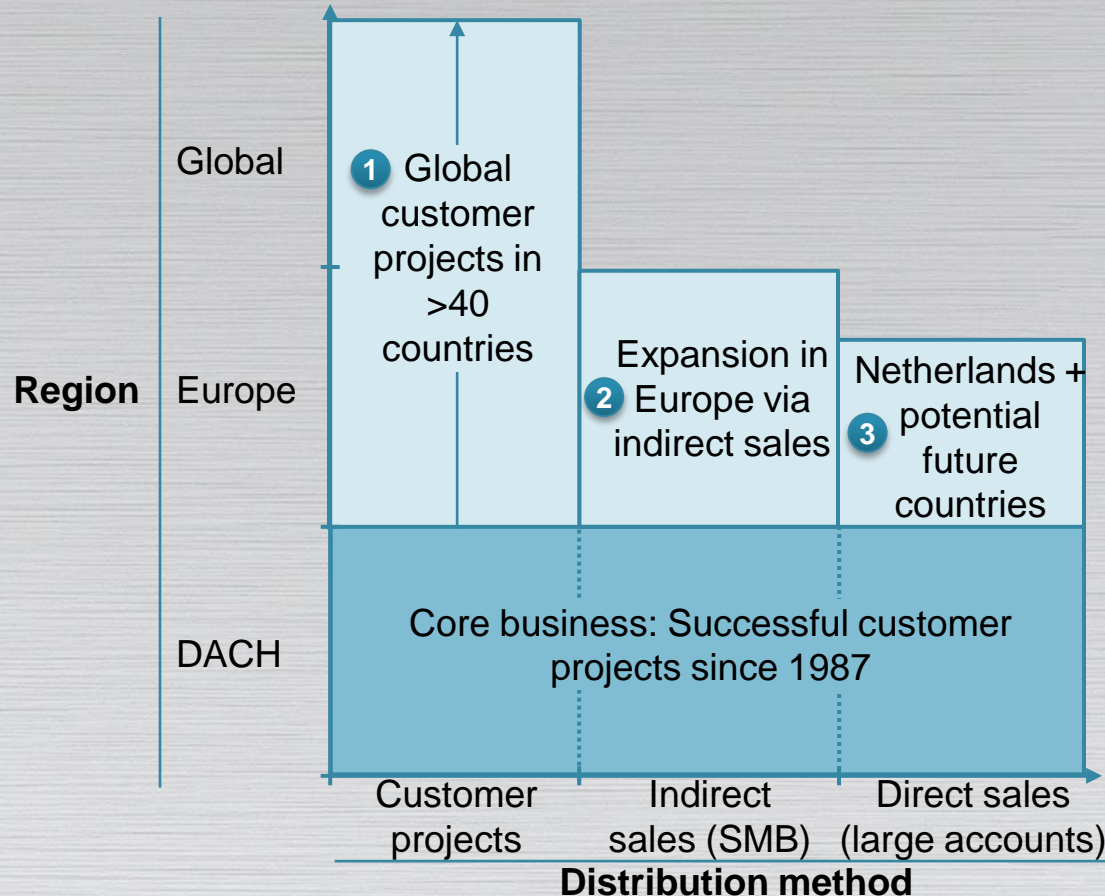 Global
1 Global
customer
projects in
>40
countries
Region
Europe
2
Expansion in
Europe via
indirect sales
3
Netherlands +
potential
future
countries
DACH
Core business: Successful customer
projects since 1987
Customer
projects
Indirect
sales (SMB)
Direct sales
(large accounts)
Distribution method